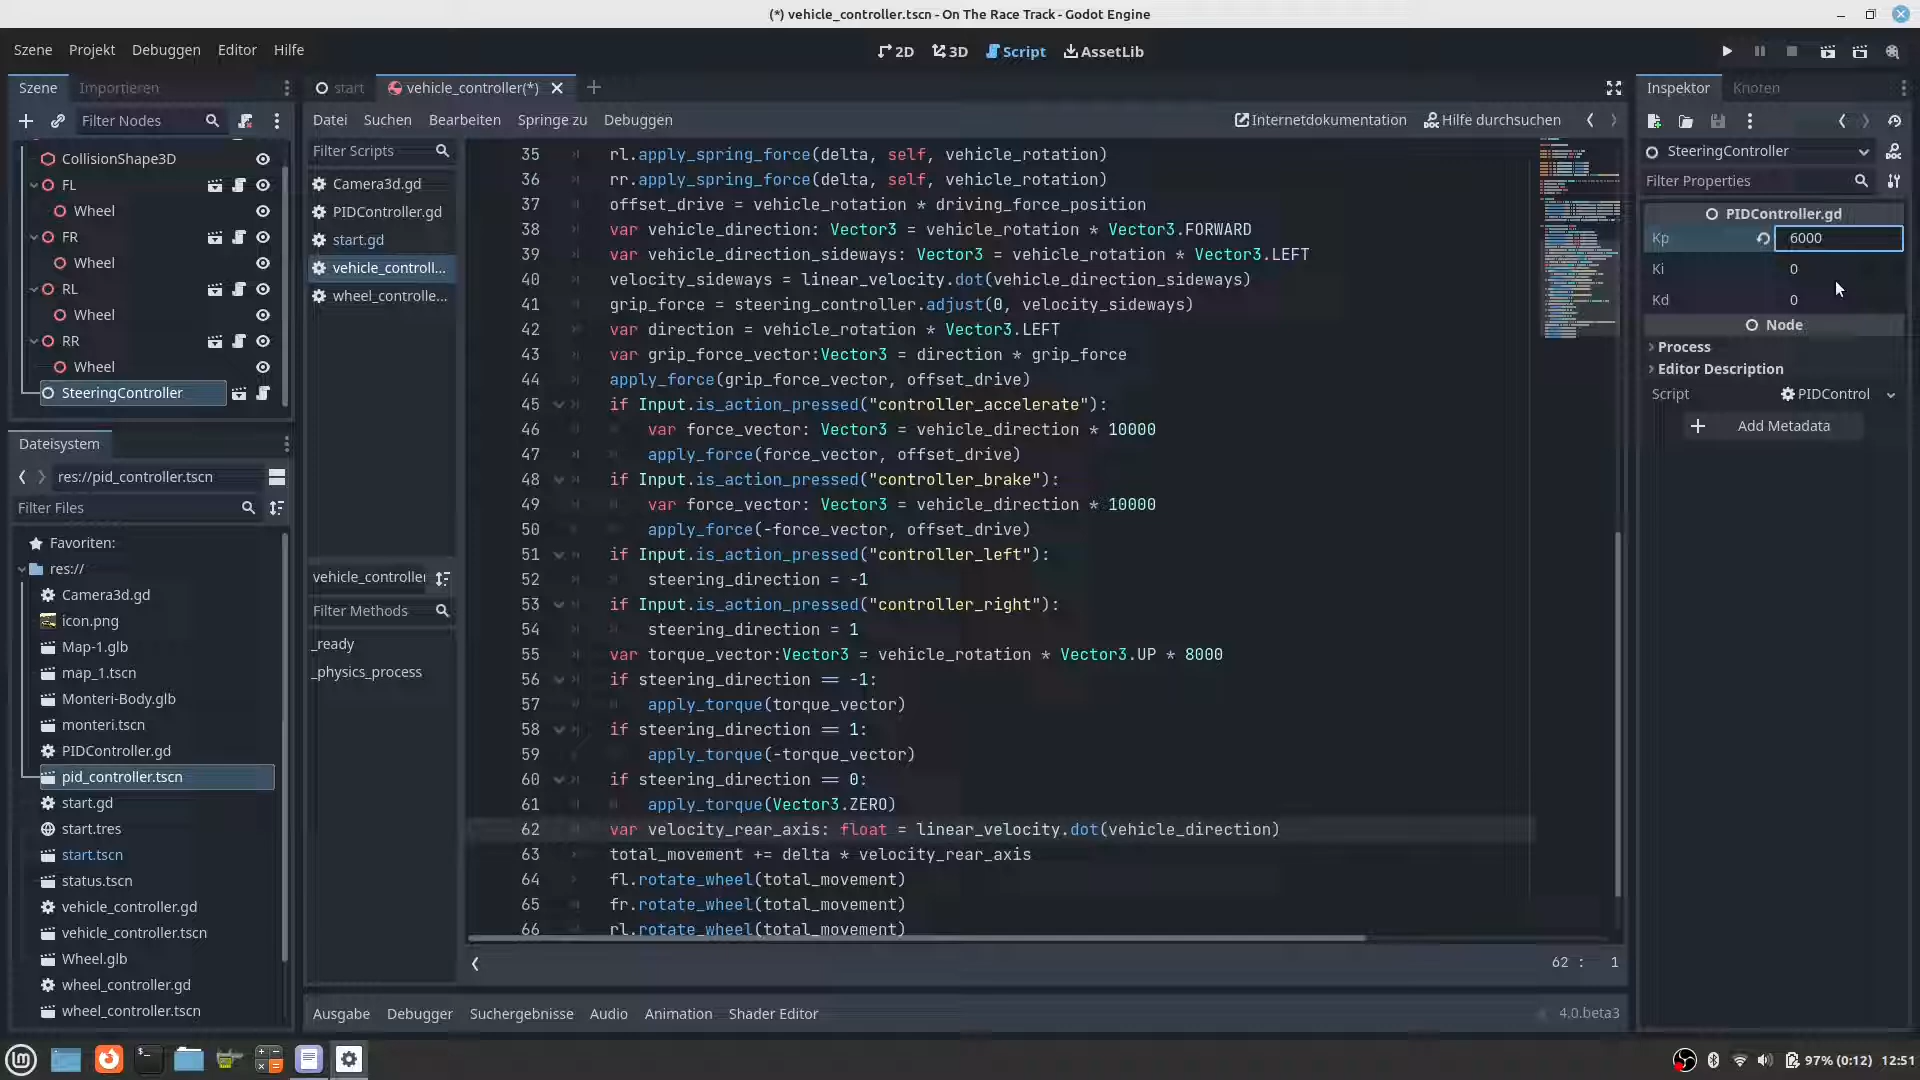 (*) vehicle_controller.tscn - On The Race Track - Godot Engine
Szene Projekt Debuggen Editor Hilfe
2D 3D Script AssetLib
Szene Importieren
Filter Nodes
CollisionShape3D
FL
Wheel
FR
Wheel
RL
Wheel
RR
Wheel
SteeringController
Dateisystem
res://pid_controller.tscn
Filter Files
Favoriten:
res://
Camera3d.gd
icon.png
Map-1.glb
map_1.tscn
Monteri-Body.glb
monteri.tscn
PIDController.gd
pid_controller.tscn
start.gd
start.tres
start.tscn
status.tscn
vehicle_controller.gd
vehicle_controller.tscn
Wheel.glb
wheel_controller.gd
wheel_controller.tscn
start vehicle_controller(*)
Datei Suchen Bearbeiten Springe zu Debuggen
Internetdokumentation Hilfe durchsuchen
Filter Scripts
Camera3d.gd
PIDController.gd
start.gd
vehicle_controll...
wheel_controlle...
vehicle_controller
Filter Methods
_ready
_physics_process
35 rl.apply_spring_force(delta, self, vehicle_rotation)
36 rr.apply_spring_force(delta, self, vehicle_rotation)
37 offset_drive = vehicle_rotation * driving_force_position
38 var vehicle_direction: Vector3 = vehicle_rotation * Vector3.FORWARD
39 var vehicle_direction_sideways: Vector3 = vehicle_rotation * Vector3.LEFT
40 velocity_sideways = linear_velocity.dot(vehicle_direction_sideways)
41 grip_force = steering_controller.adjust(0, velocity_sideways)
42 var direction = vehicle_rotation * Vector3.LEFT
43 var grip_force_vector:Vector3 = direction * grip_force
44 apply_force(grip_force_vector, offset_drive)
45 if Input.is_action_pressed("controller_accelerate"):
46 var force_vector: Vector3 = vehicle_direction * 10000
47 apply_force(force_vector, offset_drive)
48 if Input.is_action_pressed("controller_brake"):
49 var force_vector: Vector3 = vehicle_direction * 10000
50 apply_force(-force_vector, offset_drive)
51 if Input.is_action_pressed("controller_left"):
52 steering_direction = -1
53 if Input.is_action_pressed("controller_right"):
54 steering_direction = 1
55 var torque_vector:Vector3 = vehicle_rotation * Vector3.UP * 8000
56 if steering_direction == -1:
57 apply_torque(torque_vector)
58 if steering_direction == 1:
59 apply_torque(-torque_vector)
60 if steering_direction == 0:
61 apply_torque(Vector3.ZERO)
62 var velocity_rear_axis: float = linear_velocity.dot(vehicle_direction)
63 total_movement += delta * velocity_rear_axis
64 fl.rotate_wheel(total_movement)
65 fr.rotate_wheel(total_movement)
66 rl.rotate_wheel(total_movement)
62 : 1
Ausgabe Debugger Suchergebnisse Audio Animation Shader Editor
4.0.beta3
Inspektor Knoten
SteeringController
Filter Properties
PIDController.gd
Kp 6000
Ki 0
Kd 0
Node
Process
Editor Description
Script PIDControl
Add Metadata
97% (0:12) 12:51